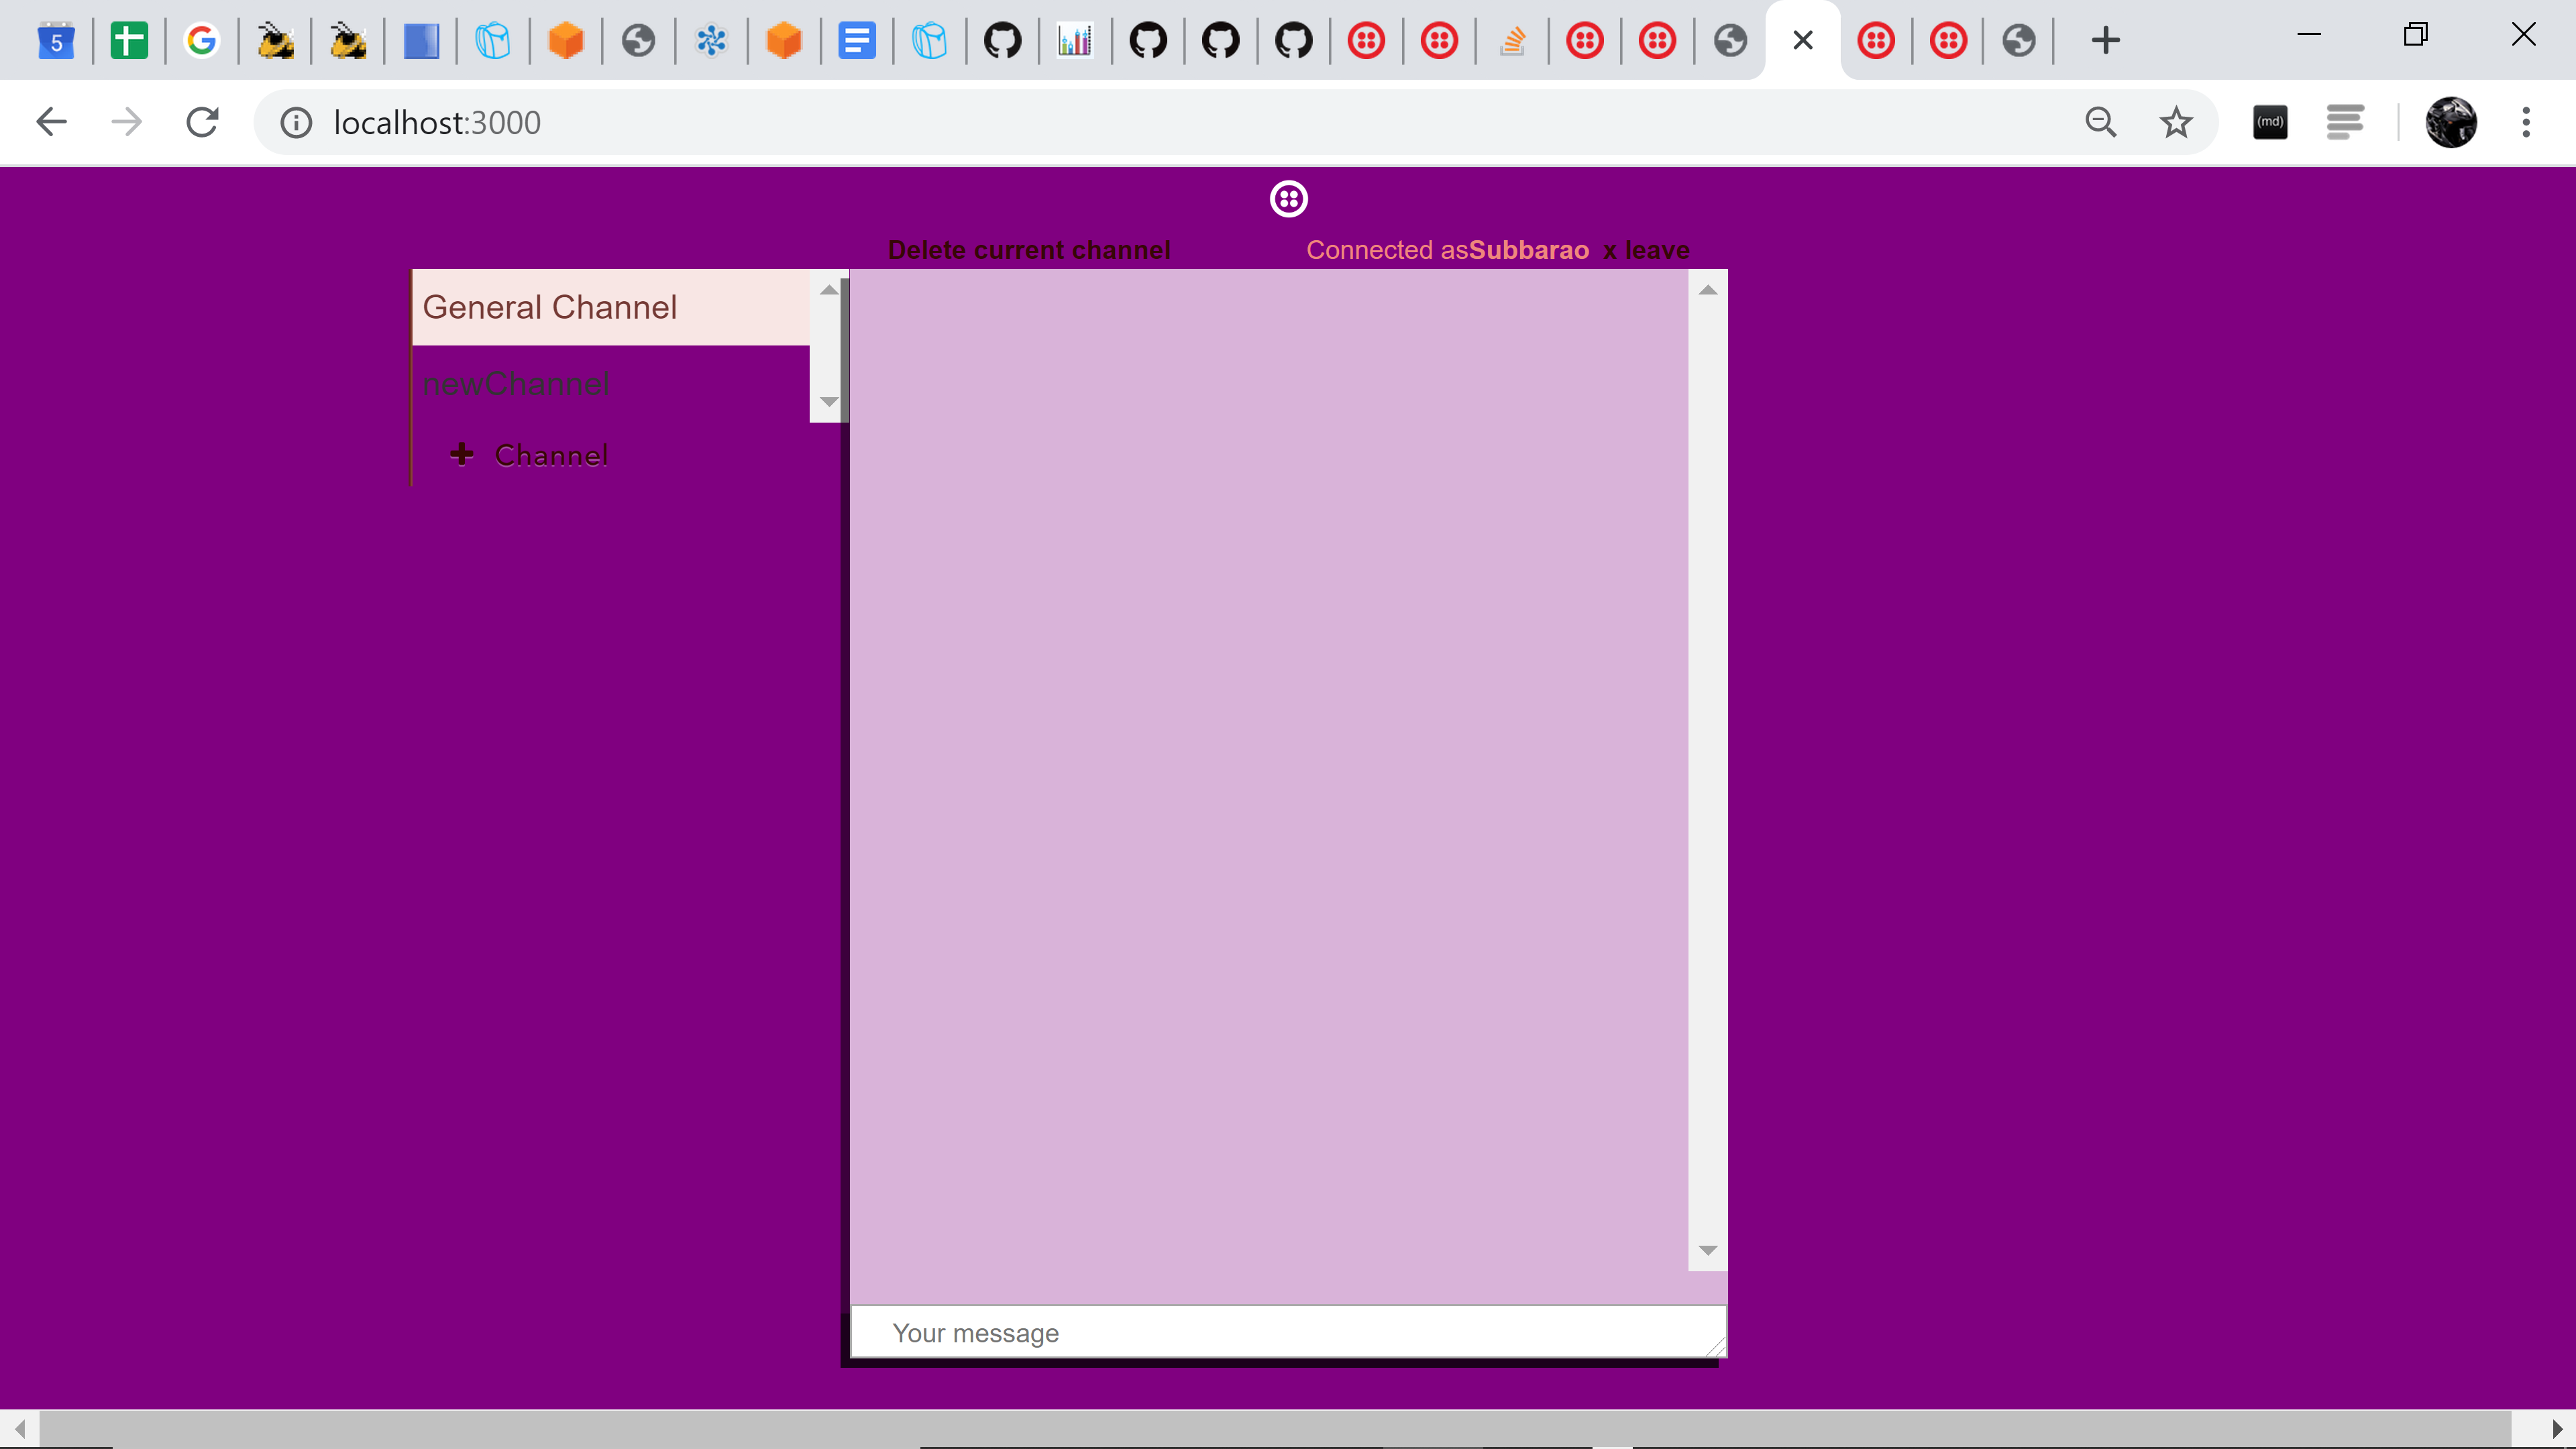 5
localhost:3000
(md)
Delete current channel
Connected asSubbarao x leave
General Channel
newChannel
Channel
Your message